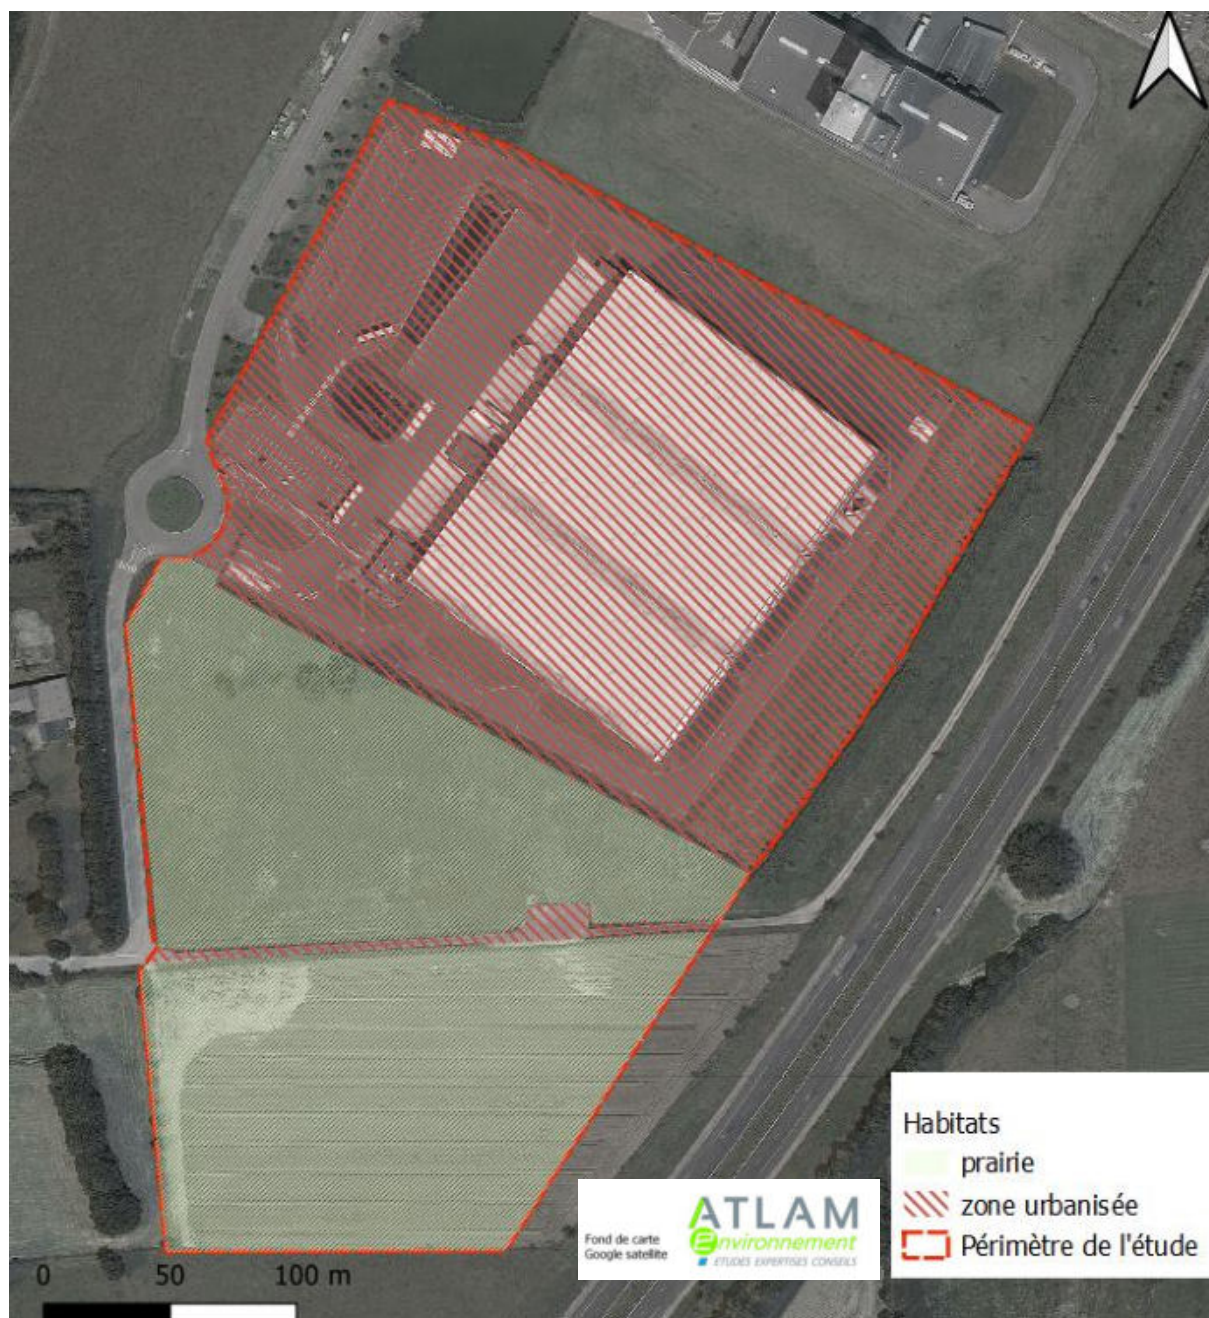 Habitats
prairie
zone urbanisée
Périmètre de l'étude
Fond de carte
Google satellite
ATLAM
environnement
ETUDES EXPERTISES CONSEILS
0 50 100 m